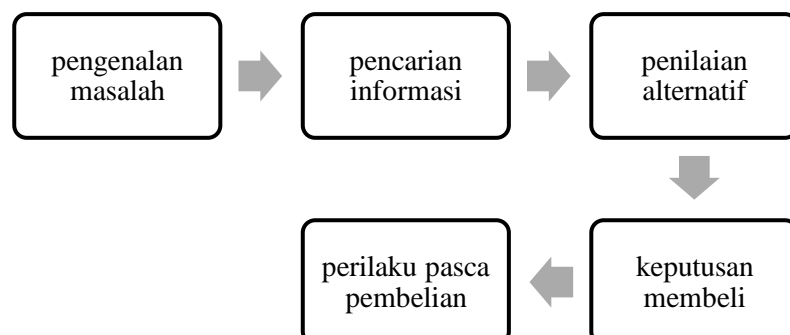 pengenalan
masalah
pencarian
informasi
penilaian
alternatif
keputusan
membeli
perilaku pasca
pembelian